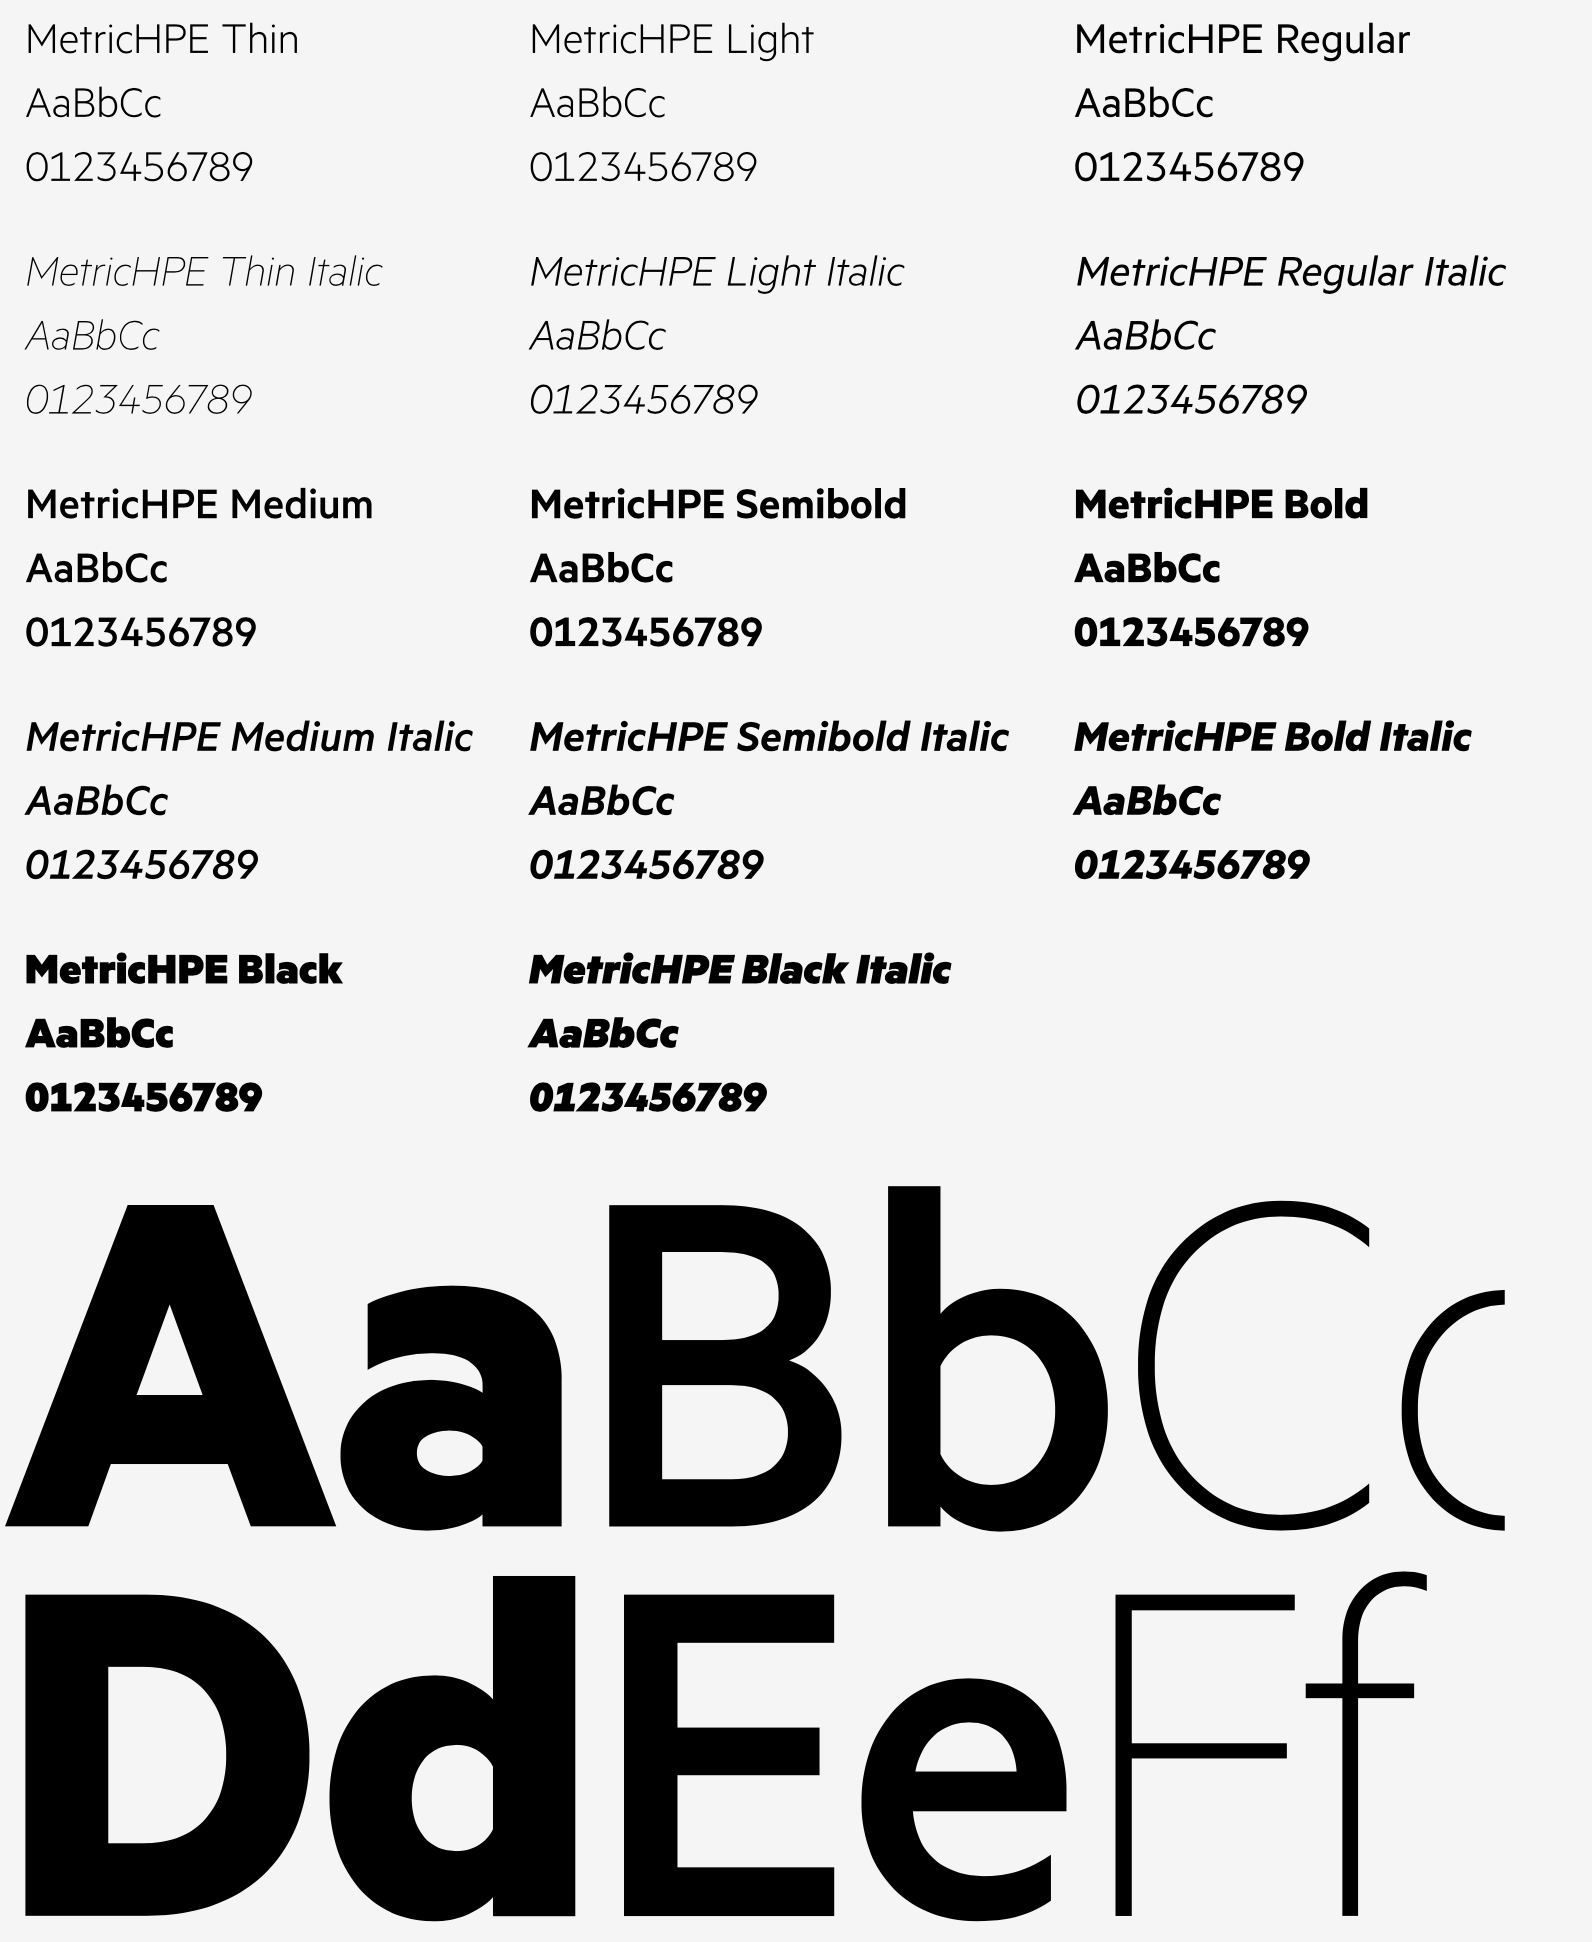 MetricHPE Thin
AaBbCc
0123456789
MetricHPE Light
AaBbCc
0123456789
MetricHPE Regular
AaBbCc
0123456789
MetricHPE Thin Italic
AaBbCc
0123456789
MetricHPE Light Italic
AaBbCc
0123456789
MetricHPE Regular Italic
AaBbCc
0123456789
MetricHPE Medium
AaBbCc
0123456789
MetricHPE Semibold
AaBbCc
0123456789
MetricHPE Bold
AaBbCc
0123456789
MetricHPE Medium Italic
AaBbCc
0123456789
MetricHPE Semibold Italic
AaBbCc
0123456789
MetricHPE Bold Italic
AaBbCc
0123456789
MetricHPE Black
AaBbCc
0123456789
MetricHPE Black Italic
AaBbCc
0123456789
AaBbCc
DdEeFf